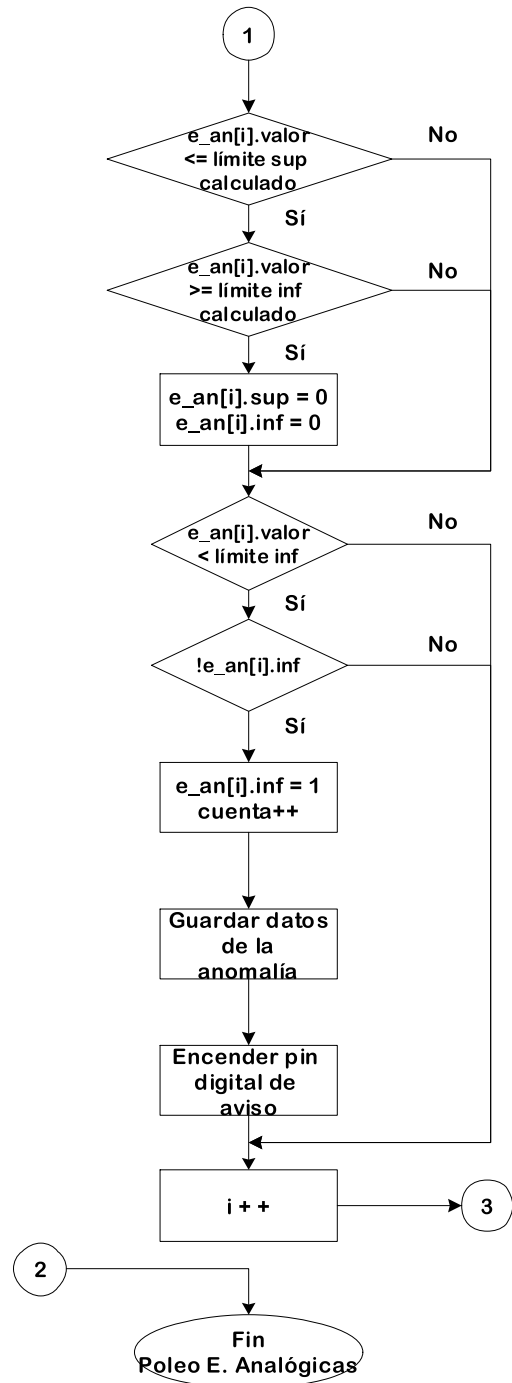 1
e_an[i].valor
<= límite sup
calculado
No
Sí
e_an[i].valor
>= límite inf
calculado
No
Sí
e_an[i].sup = 0
e_an[i].inf = 0
e_an[i].valor
< límite inf
No
Sí
!e_an[i].inf
No
Sí
e_an[i].inf = 1
cuenta++
Guardar datos
de la
anomalía
Encender pin
digital de
aviso
i + +
3
2
Fin
Poleo E. Analógicas